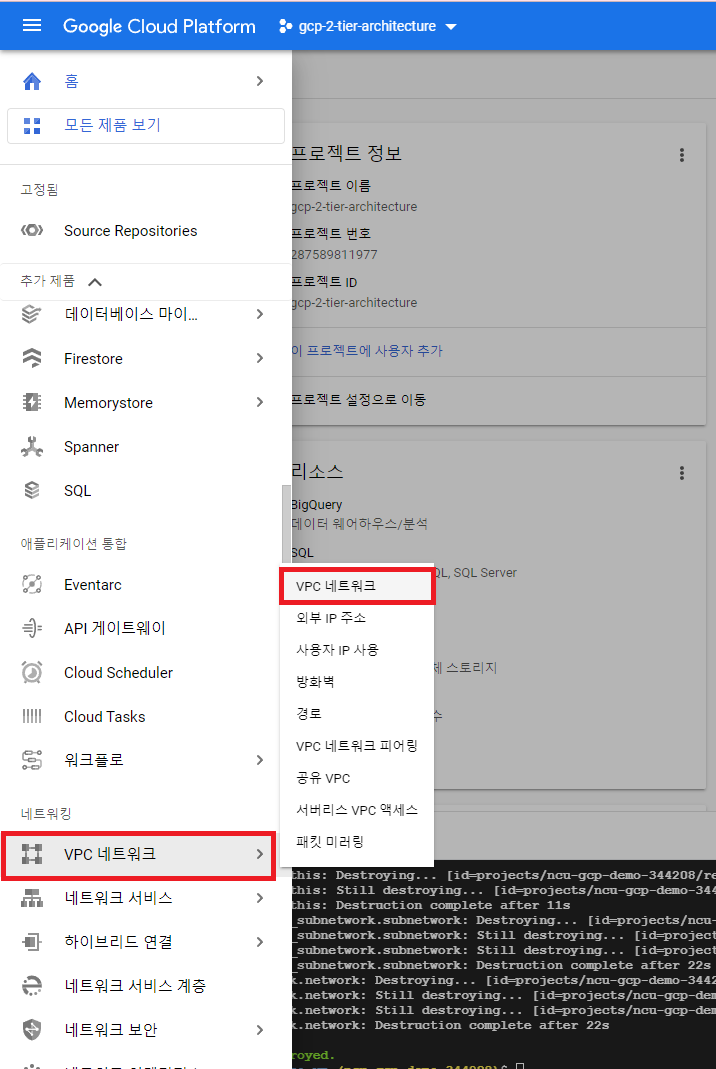 Google Cloud Platform
gcp-2-tier-architecture
홈
모든 제품 보기
고정됨
Source Repositories
추가 제품
데이터베이스 마이...
Firestore
Memorystore
Spanner
SQL
애플리케이션 통합
Eventarc
API 게이트웨이
Cloud Scheduler
Cloud Tasks
워크플로
네트워킹
VPC 네트워크
네트워크 서비스
하이브리드 연결
네트워크 서비스 계층
네트워크 보안
VPC 네트워크
외부 IP 주소
사용자 IP 사용
방화벽
경로
VPC 네트워크 피어링
공유 VPC
서버리스 VPC 액세스
패킷 미러링
프로젝트 정보
프로젝트 이름
gcp-2-tier-architecture
프로젝트 번호
287589811977
프로젝트 ID
gcp-2-tier-architecture
이 프로젝트에 사용자 추가
프로젝트 설정으로 이동
리소스
BigQuery
데이터 웨어하우스/분석
SQL
QL, SQL Server
체 스토리지
수
this: Destroying... [id=projects/ncu-gcp-demo-344208/re
this: Still destroying... [id=projects/ncu-gcp-demo-344
this: Destruction complete after 11s
_subnetwork.subnetwork: Destroying... [id=projects/ncu-
_subnetwork.subnetwork: Still destroying... [id=project
_subnetwork.subnetwork: Still destroying... [id=project
_subnetwork.subnetwork: Destruction complete after 22s
k.network: Destroying... [id=projects/ncu-gcp-demo-3442
k.network: Still destroying... [id=projects/ncu-gcp-dem
k.network: Still destroying... [id=projects/ncu-gcp-dem
k.network: Destruction complete after 22s
royed.